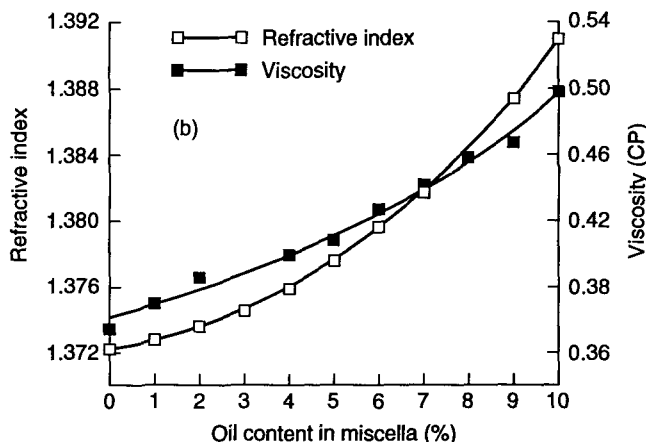 1.392
1.388
1.384
1.380
1.376
1.372
Refractive index
Refractive index
Viscosity
(b)
0.54
0.50
0.46
0.42
0.38
0.36
Viscosity (CP)
0 1 2 3 4 5 6 7 8 9 10
Oil content in miscella (%)